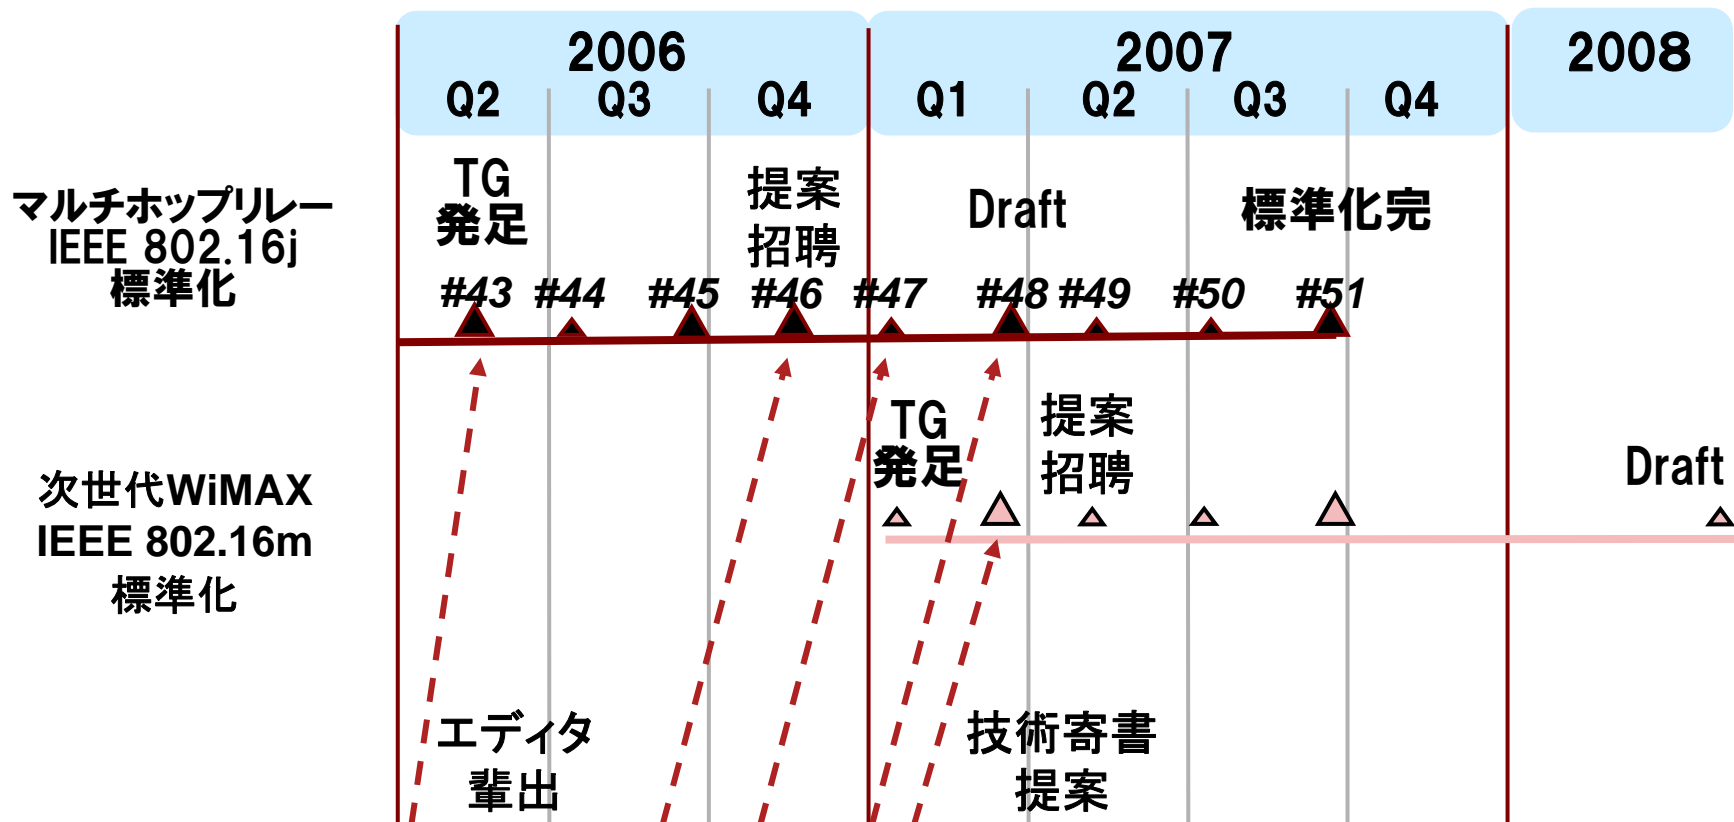 2006
2007
2008
Q2
Q3
Q4
Q1
Q2
Q3
Q4
マルチホップリレー
IEEE 802.16j
標準化
TG
発足
提案
招聘
Draft
標準化完
#43
#44
#45
#46
#47
#48
#49
#50
#51
次世代WiMAX
IEEE 802.16m
標準化
TG
発足
提案
招聘
Draft
エディタ
輩出
技術寄書
提案